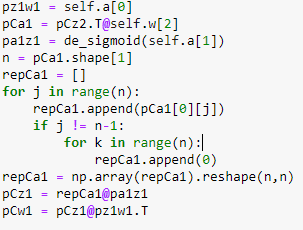 pz1w1 = self.a[0]
pCa1 = pCz2.T@self.w[2]
pa1z1 = de_sigmoid(self.a[1])
n = pCa1.shape[1]
repCa1 = []
for j in range(n):
    repCa1.append(pCa1[0][j])
    if j != n-1:
        for k in range(n):
            repCa1.append(0)
repCa1 = np.array(repCa1).reshape(n,n)
pCz1 = repCa1@pa1z1
pCw1 = pCz1@pz1w1.T